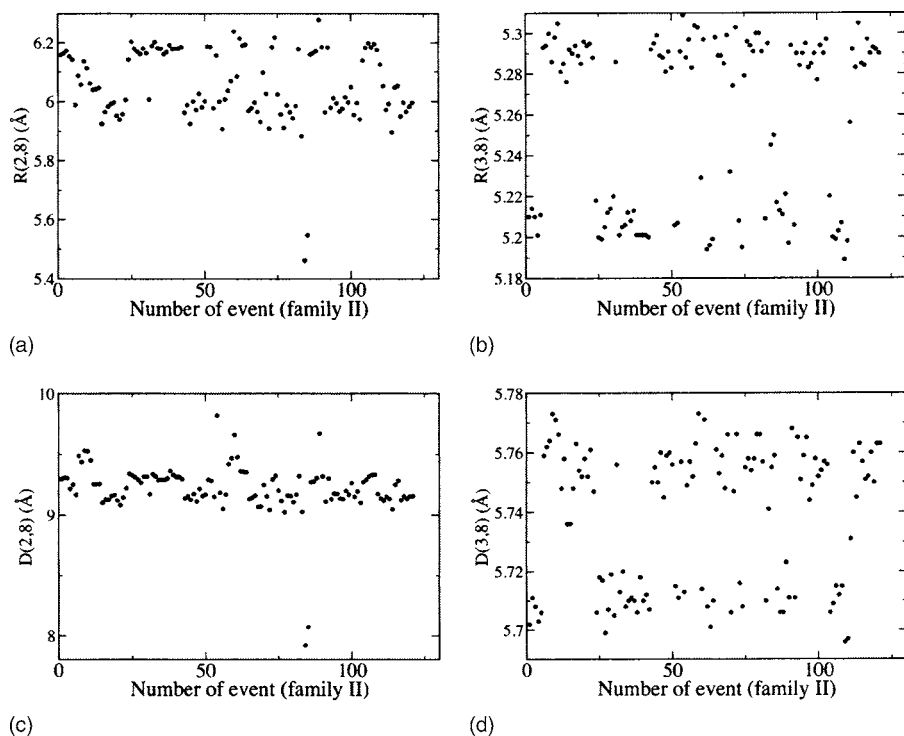 6.2
6
5.8
5.6
5.4
R(2,8) (Å)
0
50
100
Number of event (family II)
(a)
5.3
5.28
5.26
5.24
5.22
5.2
5.18
R(3,8) (Å)
0
50
100
Number of event (family II)
(b)
10
9
8
D(2,8) (Å)
0
50
100
Number of event (family II)
(c)
5.78
5.76
5.74
5.72
5.7
D(3,8) (Å)
0
50
100
Number of event (family II)
(d)